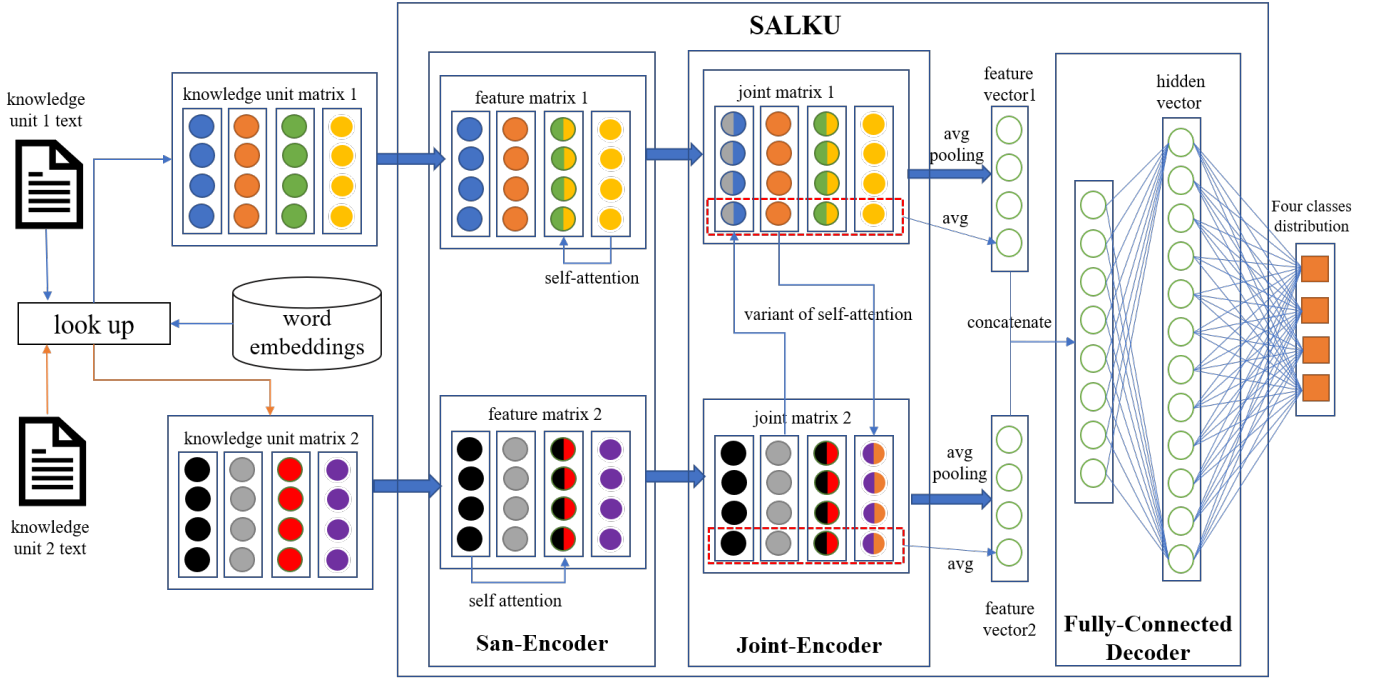 SALKU
knowledge
unit 1 text
knowledge unit matrix 1
feature matrix 1
joint matrix 1
feature
vector1
hidden
vector
avg
pooling
avg
Four classes
distribution
self-attention
look up
word
embeddings
variant of self-attention
concatenate
knowledge unit matrix 2
feature matrix 2
joint matrix 2
avg
pooling
knowledge
unit 2 text
avg
self attention
feature
vector2
San-Encoder
Joint-Encoder
Fully-Connected
Decoder